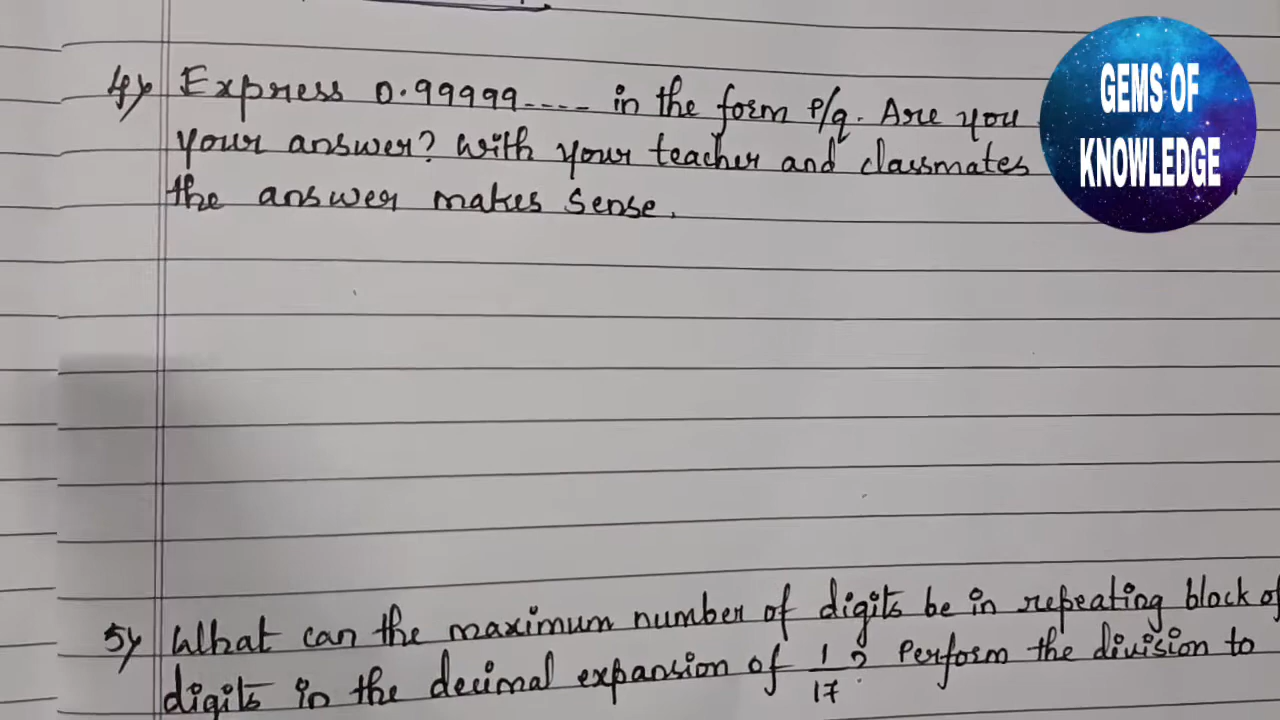 4) Express 0.99999.... in the form P/q. Are you
your answer? With your teacher and classmates
the answer makes sense.
GEMS OF
KNOWLEDGE
5) What can the maximum number of digits be in repeating block of
digits in the decimal expansion of 1/17? Perform the division to